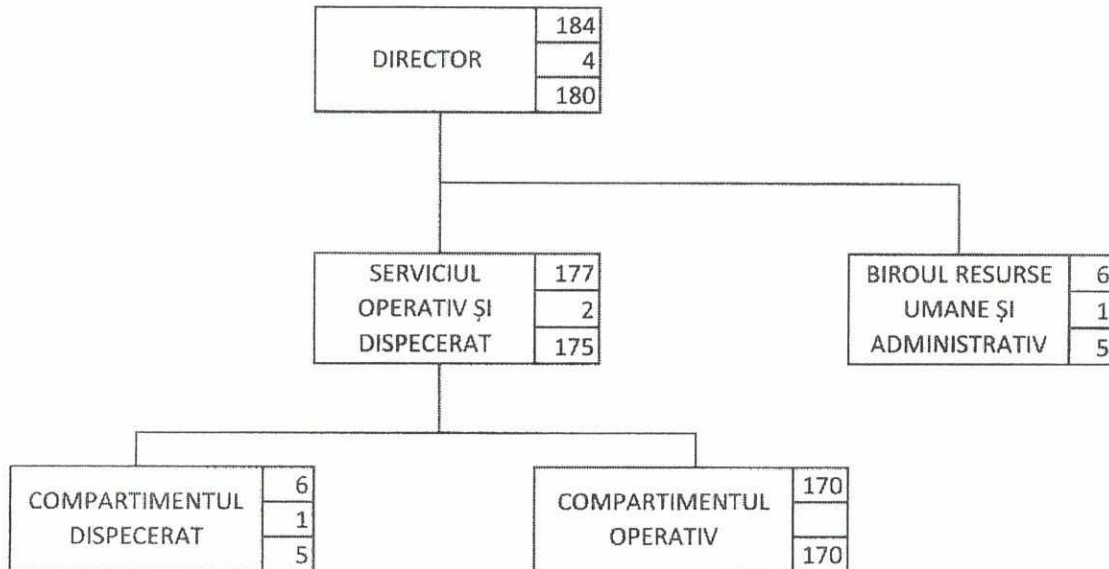 DIRECTOR
184
4
180
SERVICIUL
OPERATIV ȘI
DISPECERAT
177
2
175
BIROUL RESURSE
UMANE ȘI
ADMINISTRATIV
6
1
5
COMPARTIMENTUL
DISPECERAT
6
1
5
COMPARTIMENTUL
OPERATIV
170
170